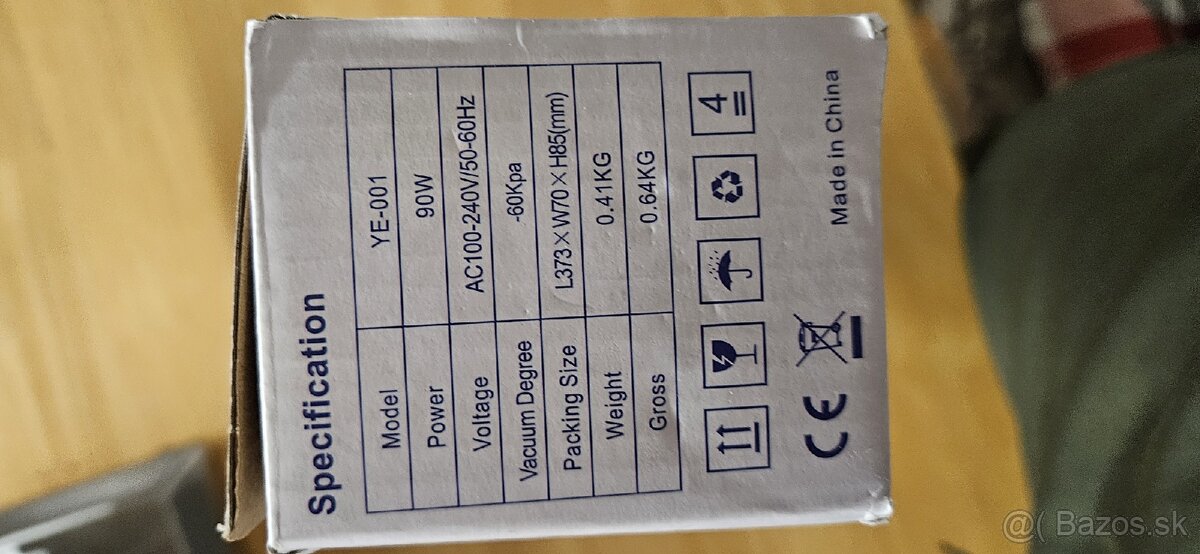 Specification
Model YE-001
Power 90W
Voltage AC100-240V/50-60Hz
Vacuum Degree -60Kpa
Packing Size L373×W70×H85(mm)
Weight 0.41KG
Gross 0.64KG
4
CE
Made in China
@( Bazos.sk